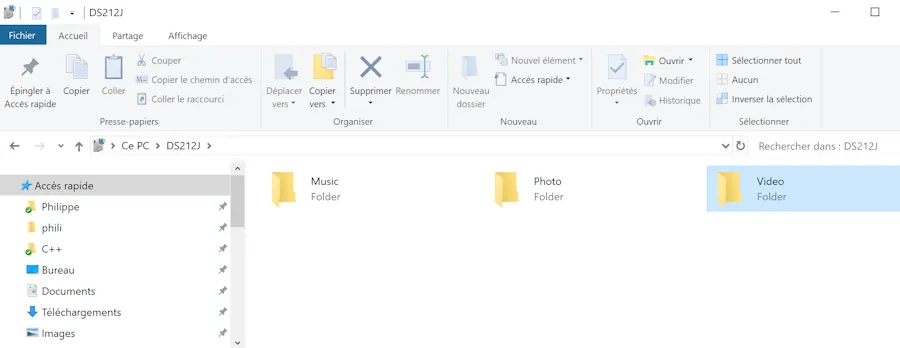 DS212J
Fichier Accueil Partage Affichage
Épingler à Accès rapide
Copier
Coller
Couper
Copier le chemin d'accès
Coller le raccourci
Presse-papiers
Déplacer vers
Copier vers
Supprimer
Renommer
Organiser
Nouveau dossier
Nouvel élément
Accès rapide
Nouveau
Propriétés
Ouvrir
Modifier
Historique
Ouvrir
Sélectionner tout
Aucun
Inverser la sélection
Sélectionner
Ce PC > DS212J >
Rechercher dans : DS212J
Accès rapide
Philippe
phili
C++
Bureau
Documents
Téléchargements
Images
Music
Folder
Photo
Folder
Video
Folder